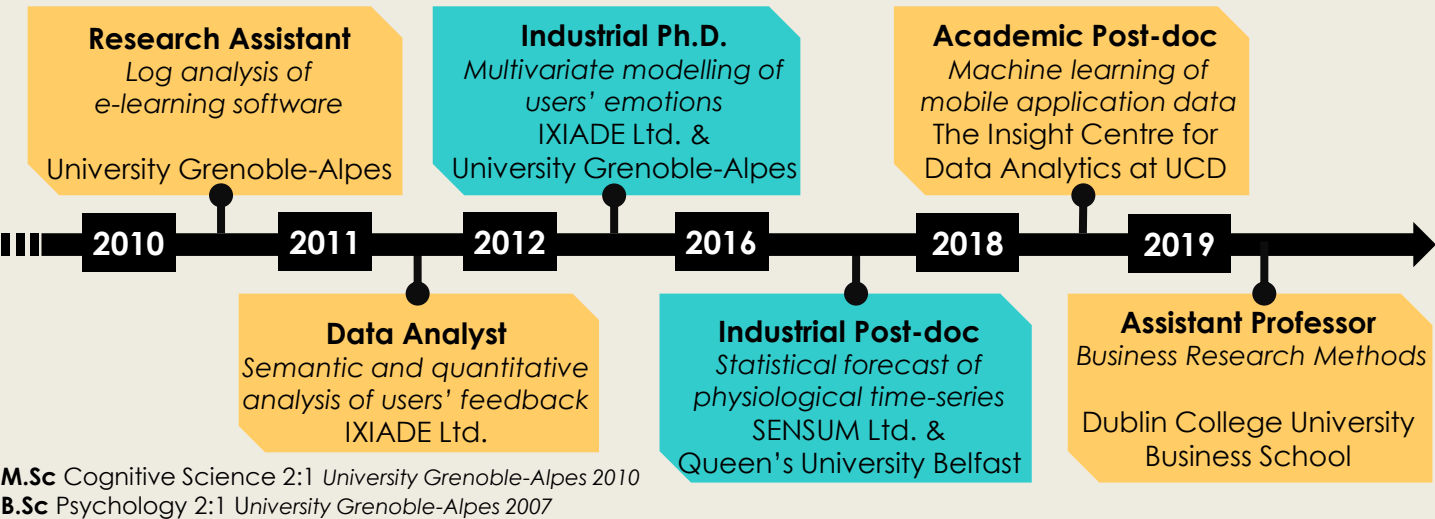 Research Assistant
Log analysis of
e-learning software
University Grenoble-Alpes
Industrial Ph.D.
Multivariate modelling of
users’ emotions
IXIADE Ltd. &
University Grenoble-Alpes
Academic Post-doc
Machine learning of
mobile application data
The Insight Centre for
Data Analytics at UCD
2010
2011
2012
2016
2018
2019
Data Analyst
Semantic and quantitative
analysis of users’ feedback
IXIADE Ltd.
Industrial Post-doc
Statistical forecast of
physiological time-series
SENSUM Ltd. &
Queen’s University Belfast
Assistant Professor
Business Research Methods
Dublin College University
Business School
M.Sc Cognitive Science 2:1 University Grenoble-Alpes 2010
B.Sc Psychology 2:1 University Grenoble-Alpes 2007